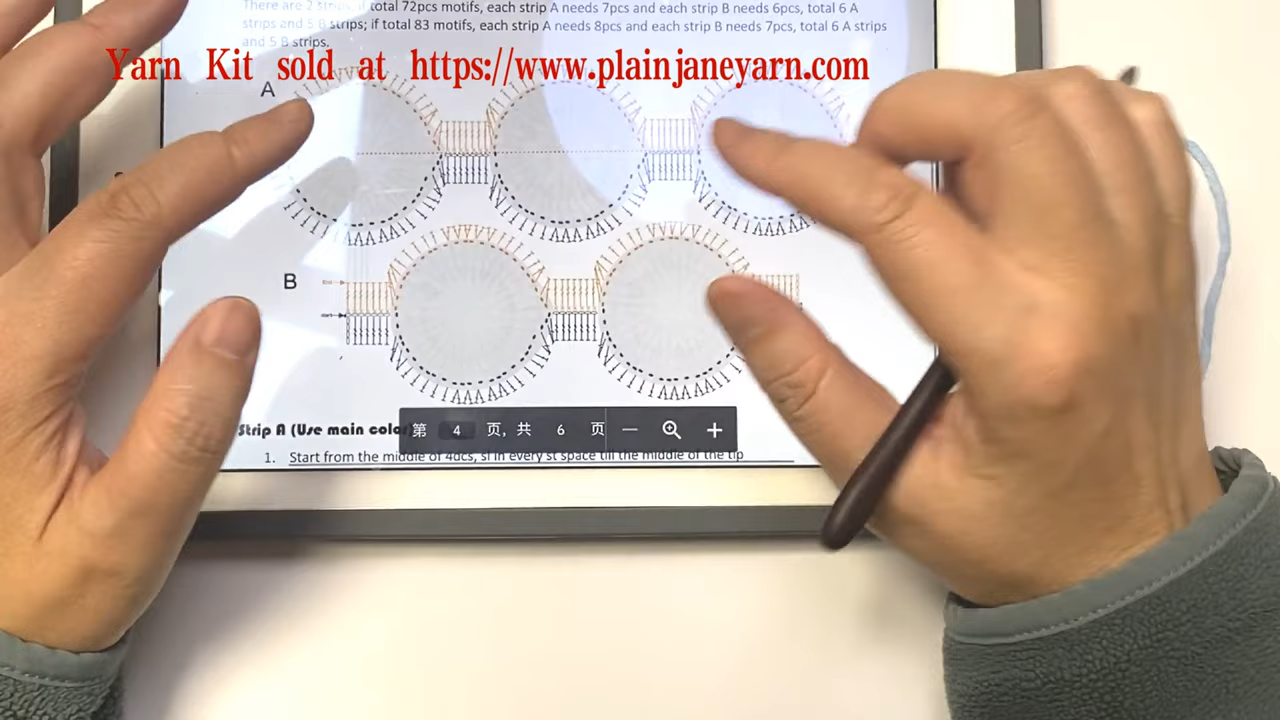 There are 2 strips, if total 72pcs motifs, each strip A needs 7pcs and each strip B needs 6pcs, total 6 A
strips and 5 B strips; if total 83 motifs, each strip A needs 8pcs and each strip B needs 7pcs, total 6 A strips
and 5 B strips.
Yarn Kit sold at https://www.plainjaneyarn.com
A
B
Strip A (Use main color
第 4 页, 共 6 页
1. Start from the middle of 4dcs, sl in every st space till the middle of the tip